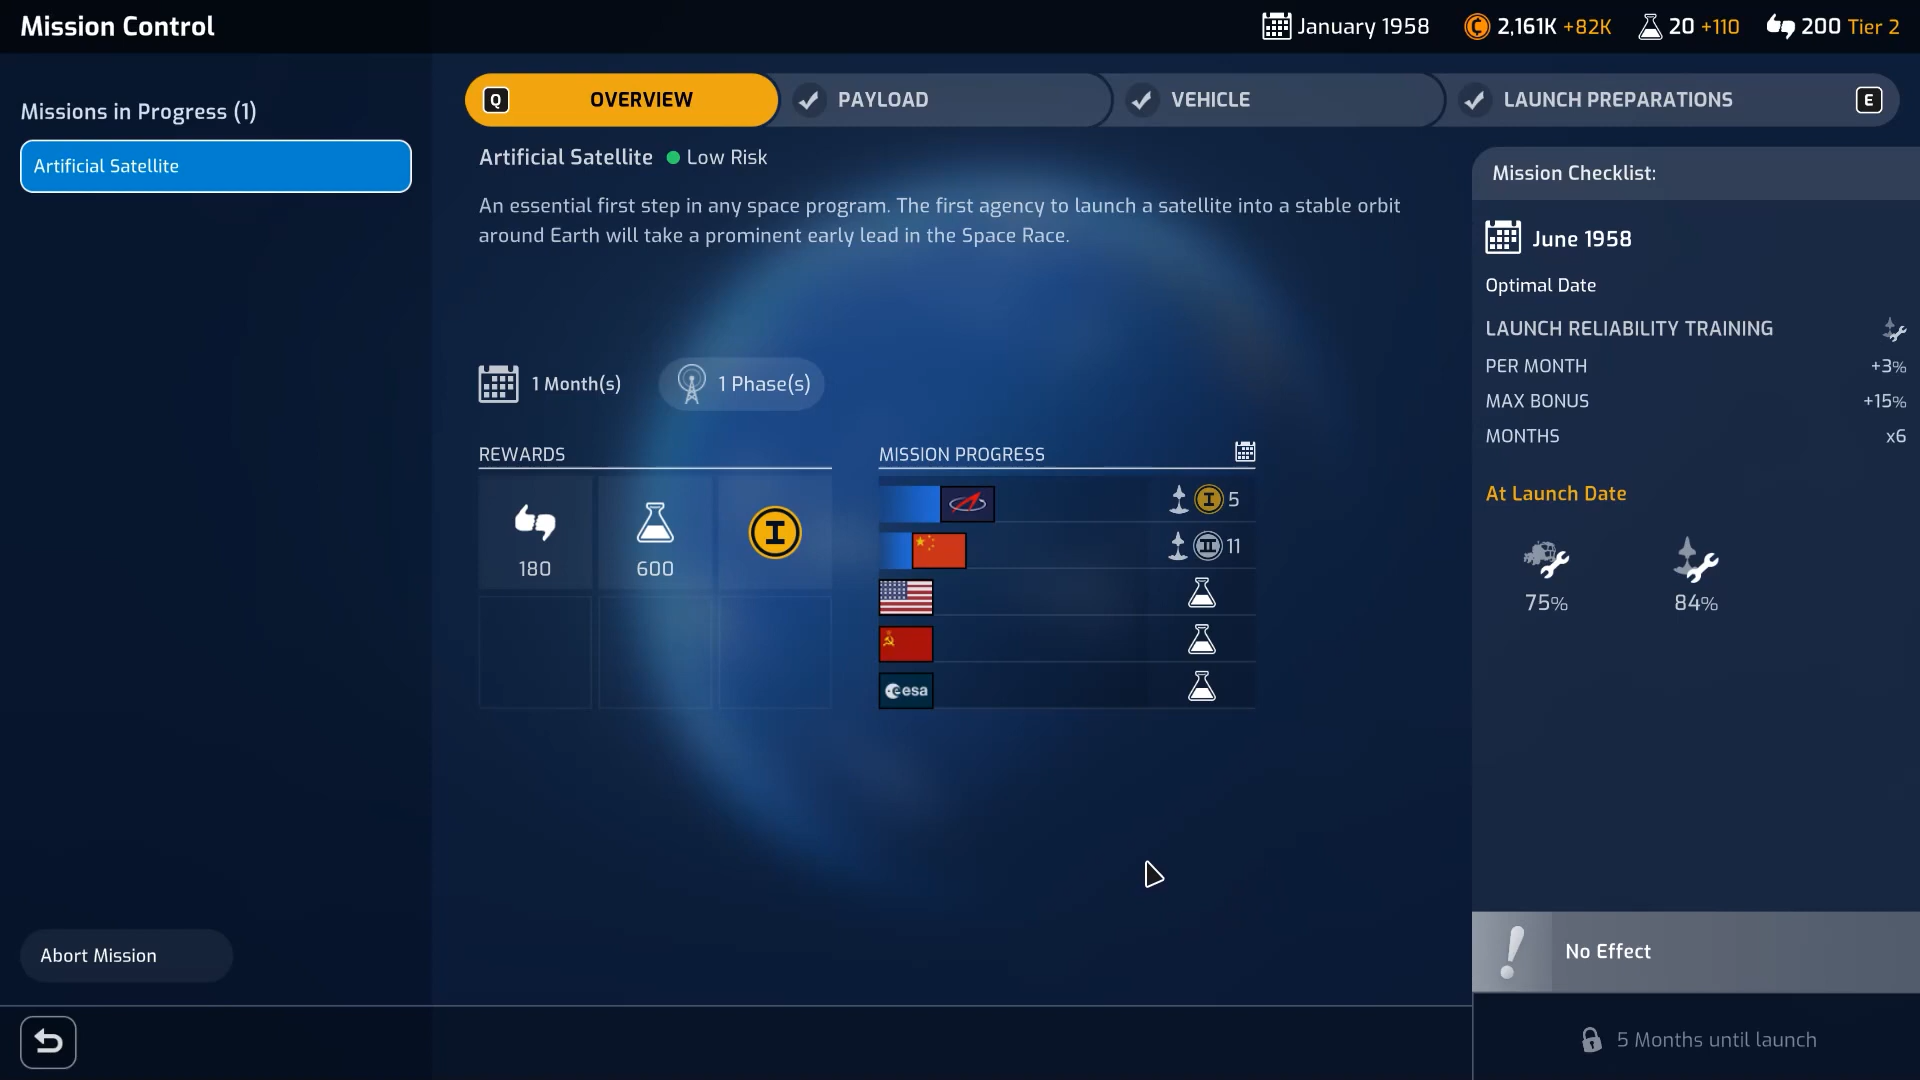 Mission Control
January 1958
2,161K +82K
20 +110
200 Tier 2
Missions in Progress (1)
Artificial Satellite
Abort Mission
Q
OVERVIEW
PAYLOAD
VEHICLE
LAUNCH PREPARATIONS
E
Artificial Satellite
Low Risk
An essential first step in any space program. The first agency to launch a satellite into a stable orbit
around Earth will take a prominent early lead in the Space Race.
1 Month(s)
1 Phase(s)
REWARDS
180
600
I
MISSION PROGRESS
I 5
II 11
esa
Mission Checklist:
June 1958
Optimal Date
LAUNCH RELIABILITY TRAINING
PER MONTH +3%
MAX BONUS +15%
MONTHS x6
At Launch Date
75%
84%
No Effect
5 Months until launch